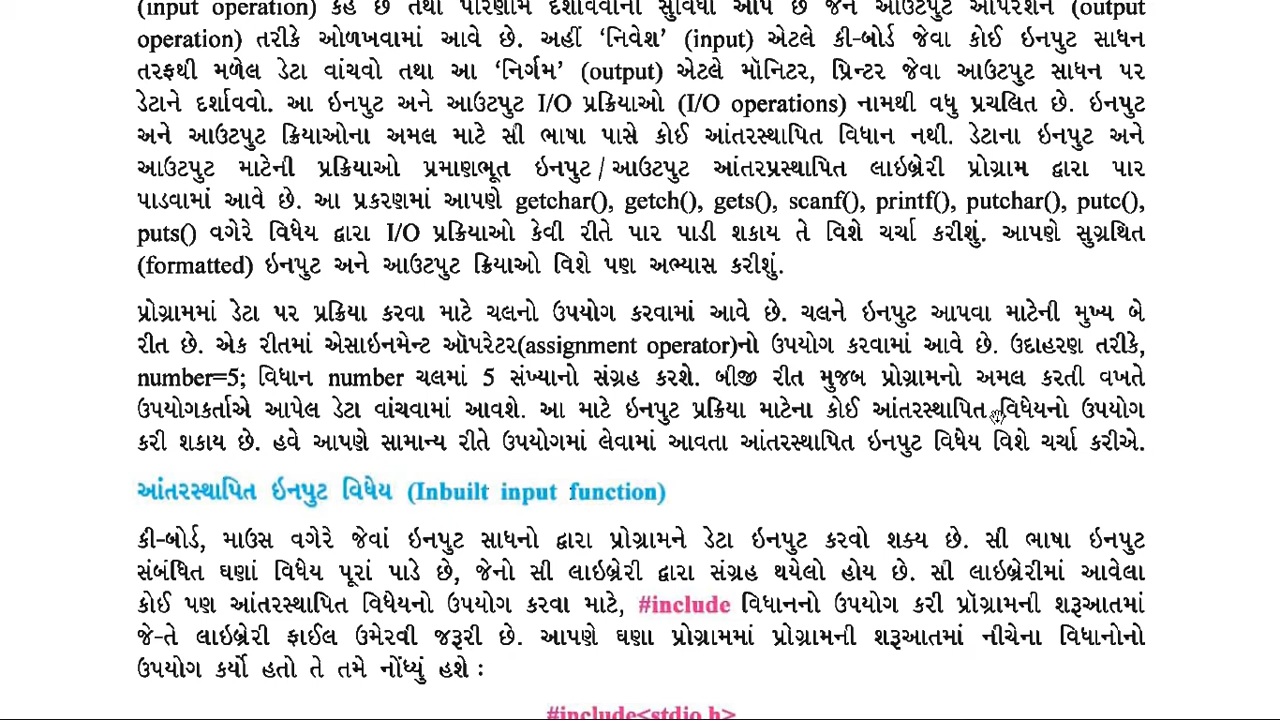 (input operation) કહે છે તથા પરિણામ દર્શાવવાની સુવિધા આપે છે જેને આઉટપુટ ઑપરેશન (output
operation) તરીકે ઓળખવામાં આવે છે. અહીં ‘નિવેશ’ (input) એટલે કી-બોર્ડ જેવા કોઈ ઇનપુટ સાધન
તરફથી મળેલ ડેટા વાંચવો તથા આ ‘નિર્ગમ’ (output) એટલે મૉનિટર, પ્રિન્ટર જેવા આઉટપુટ સાધન પર
ડેટાને દર્શાવવો. આ ઇનપુટ અને આઉટપુટ I/O પ્રક્રિયાઓ (I/O operations) નામથી વધુ પ્રચલિત છે. ઇનપુટ
અને આઉટપુટ ક્રિયાઓના અમલ માટે સી ભાષા પાસે કોઈ આંતરસ્થાપિત વિધાન નથી. ડેટાના ઇનપુટ અને
આઉટપુટ માટેની પ્રક્રિયાઓ પ્રમાણભૂત ઇનપુટ / આઉટપુટ આંતરપ્રસ્થાપિત લાઇબ્રેરી પ્રોગ્રામ દ્વારા પાર
પાડવામાં આવે છે. આ પ્રકરણમાં આપણે getchar(), getch(), gets(), scanf(), printf(), putchar(), putc(),
puts() વગેરે વિધેય દ્વારા I/O પ્રક્રિયાઓ કેવી રીતે પાર પાડી શકાય તે વિશે ચર્ચા કરીશું. આપણે સુગ્રથિત
(formatted) ઇનપુટ અને આઉટપુટ ક્રિયાઓ વિશે પણ અભ્યાસ કરીશું.
પ્રોગ્રામમાં ડેટા પર પ્રક્રિયા કરવા માટે ચલનો ઉપયોગ કરવામાં આવે છે. ચલને ઇનપુટ આપવા માટેની મુખ્ય બે
રીત છે. એક રીતમાં એસાઇનમેન્ટ ઑપરેટર(assignment operator)નો ઉપયોગ કરવામાં આવે છે. ઉદાહરણ તરીકે,
number=5; વિધાન number ચલમાં 5 સંખ્યાનો સંગ્રહ કરશે. બીજી રીત મુજબ પ્રોગ્રામનો અમલ કરતી વખતે
ઉપયોગકર્તાએ આપેલ ડેટા વાંચવામાં આવશે. આ માટે ઇનપુટ પ્રક્રિયા માટેના કોઈ આંતરસ્થાપિત વિધેયનો ઉપયોગ
કરી શકાય છે. હવે આપણે સામાન્ય રીતે ઉપયોગમાં લેવામાં આવતા આંતરસ્થાપિત ઇનપુટ વિધેય વિશે ચર્ચા કરીએ.
આંતરસ્થાપિત ઇનપુટ વિધેય (Inbuilt input function)
કી-બોર્ડ, માઉસ વગેરે જેવાં ઇનપુટ સાધનો દ્વારા પ્રોગ્રામને ડેટા ઇનપુટ કરવો શક્ય છે. સી ભાષા ઇનપુટ
સંબંધિત ઘણાં વિધેય પૂરાં પાડે છે, જેનો સી લાઇબ્રેરી દ્વારા સંગ્રહ થયેલો હોય છે. સી લાઇબ્રેરીમાં આવેલા
કોઈ પણ આંતરસ્થાપિત વિધેયનો ઉપયોગ કરવા માટે, #include વિધાનનો ઉપયોગ કરી પ્રૉગ્રામની શરૂઆતમાં
જે-તે લાઇબ્રેરી ફાઈલ ઉમેરવી જરૂરી છે. આપણે ઘણા પ્રોગ્રામમાં પ્રોગ્રામની શરૂઆતમાં નીચેના વિધાનોનો
ઉપયોગ કર્યો હતો તે તમે નોંધ્યું હશે :
#include<stdio.h>